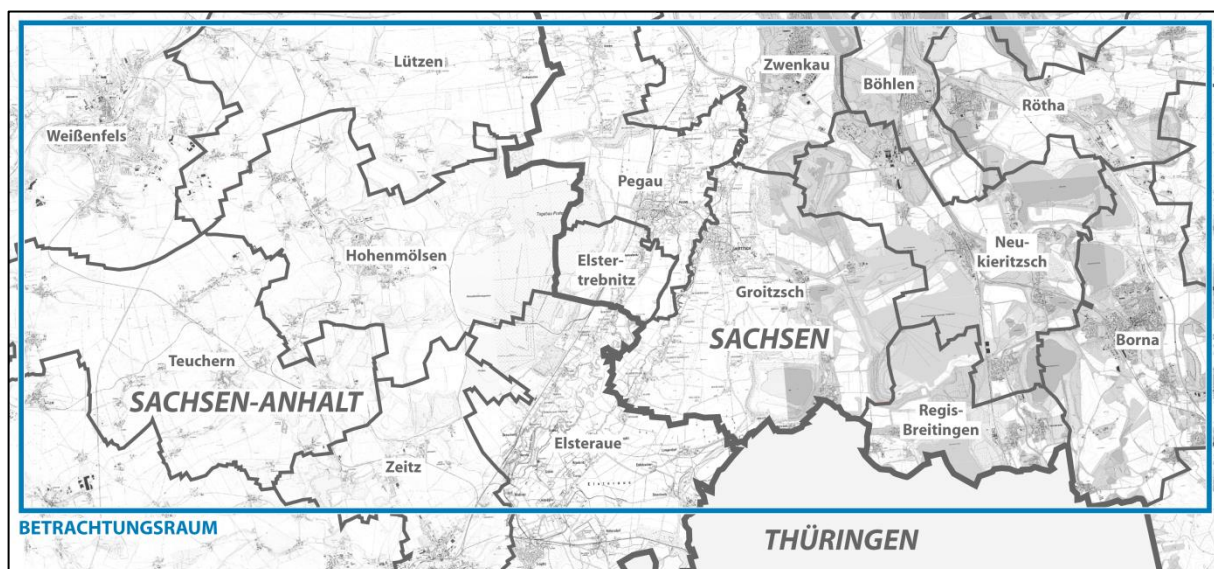 Lützen
Zwenkau
Böhlen
Rötha
Weißenfels
Pegau
Hohenmölsen
Elster-
trebnitz
Neu-
kieritzsch
Groitzsch
SACHSEN
Borna
Teuchern
SACHSEN-ANHALT
Regis-
Breitingen
Elsteraue
Zeitz
BETRACHTUNGSRAUM
THÜRINGEN